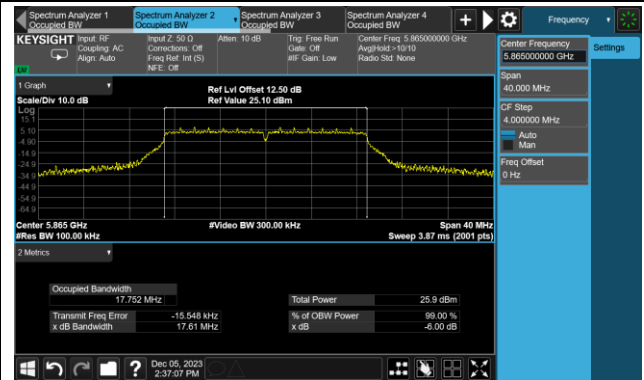 Spectrum Analyzer 1
Occupied BW
Spectrum Analyzer 2
Occupied BW
Spectrum Analyzer 3
Occupied BW
Spectrum Analyzer 4
Occupied BW
Frequency
KEYSIGHT
Input: RF
Coupling: AC
Align: Auto
Input Z: 50 Ω
Corrections: Off
Freq Ref: Int (S)
NFE: Off
Atten: 10 dB
Trig: Free Run
Gate: Off
#IF Gain: Low
Center Freq: 5.865000000 GHz
Avg|Hold:>10/10
Radio Std: None
Center Frequency
5.865000000 GHz
Settings
Span
40.000 MHz
CF Step
4.000000 MHz
Auto
Man
Freq Offset
0 Hz
1 Graph
Scale/Div 10.0 dB
Ref Lvl Offset 12.50 dB
Ref Value 25.10 dBm
Log
15.1
5.10
-4.90
-14.9
-24.9
-34.9
-44.9
-54.9
-64.9
Center 5.865 GHz
#Video BW 300.00 kHz
Span 40 MHz
#Res BW 100.00 kHz
Sweep 3.87 ms (2001 pts)
2 Metrics
Occupied Bandwidth
17.752 MHz
Total Power
25.9 dBm
Transmit Freq Error
-15.548 kHz
% of OBW Power
99.00 %
x dB Bandwidth
17.61 MHz
x dB
-6.00 dB
Dec 05, 2023
2:37:07 PM